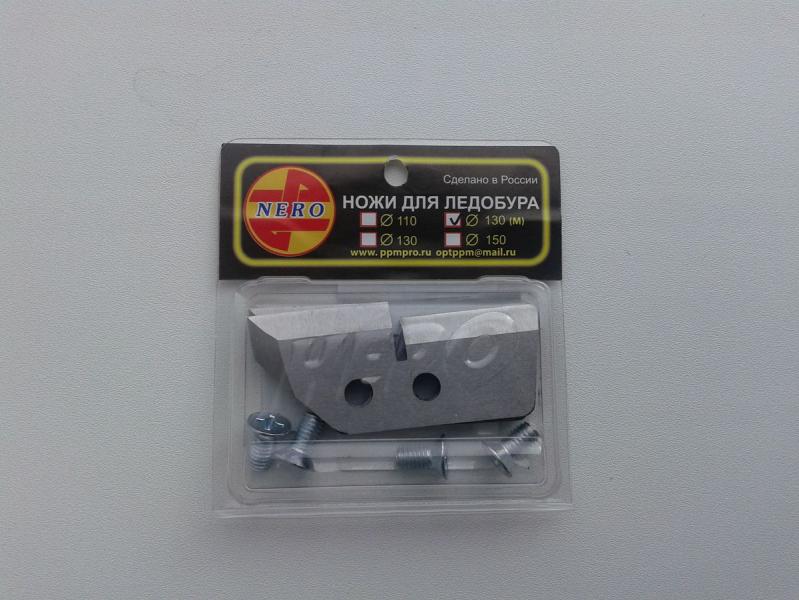 Сделано в России
NERO
НОЖИ ДЛЯ ЛЕДОБУРА
Ø 110 Ø 130 (М)
Ø 130 Ø 150
www.ppmpro.ru optppm@mail.ru
NERO